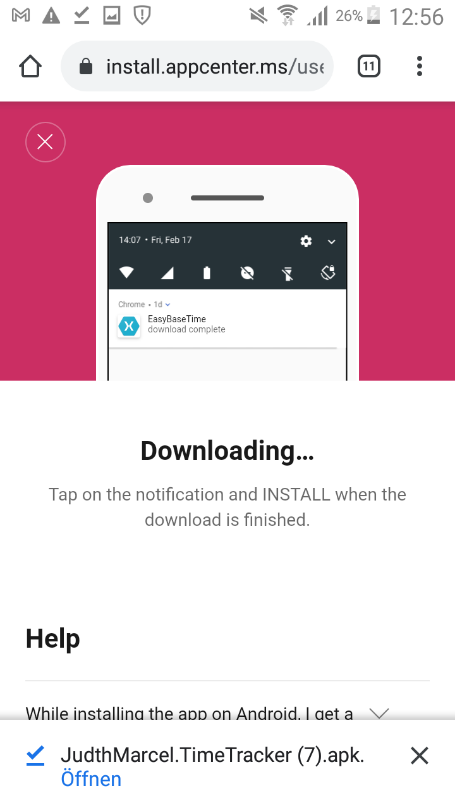 26% 12:56
install.appcenter.ms/use
11
14:07 • Fri, Feb 17
Chrome • 1d
EasyBaseTime
download complete
Downloading...
Tap on the notification and INSTALL when the
download is finished.
Help
While installing the app on Android, I get a
JudthMarcel.TimeTracker (7).apk.
Öffnen